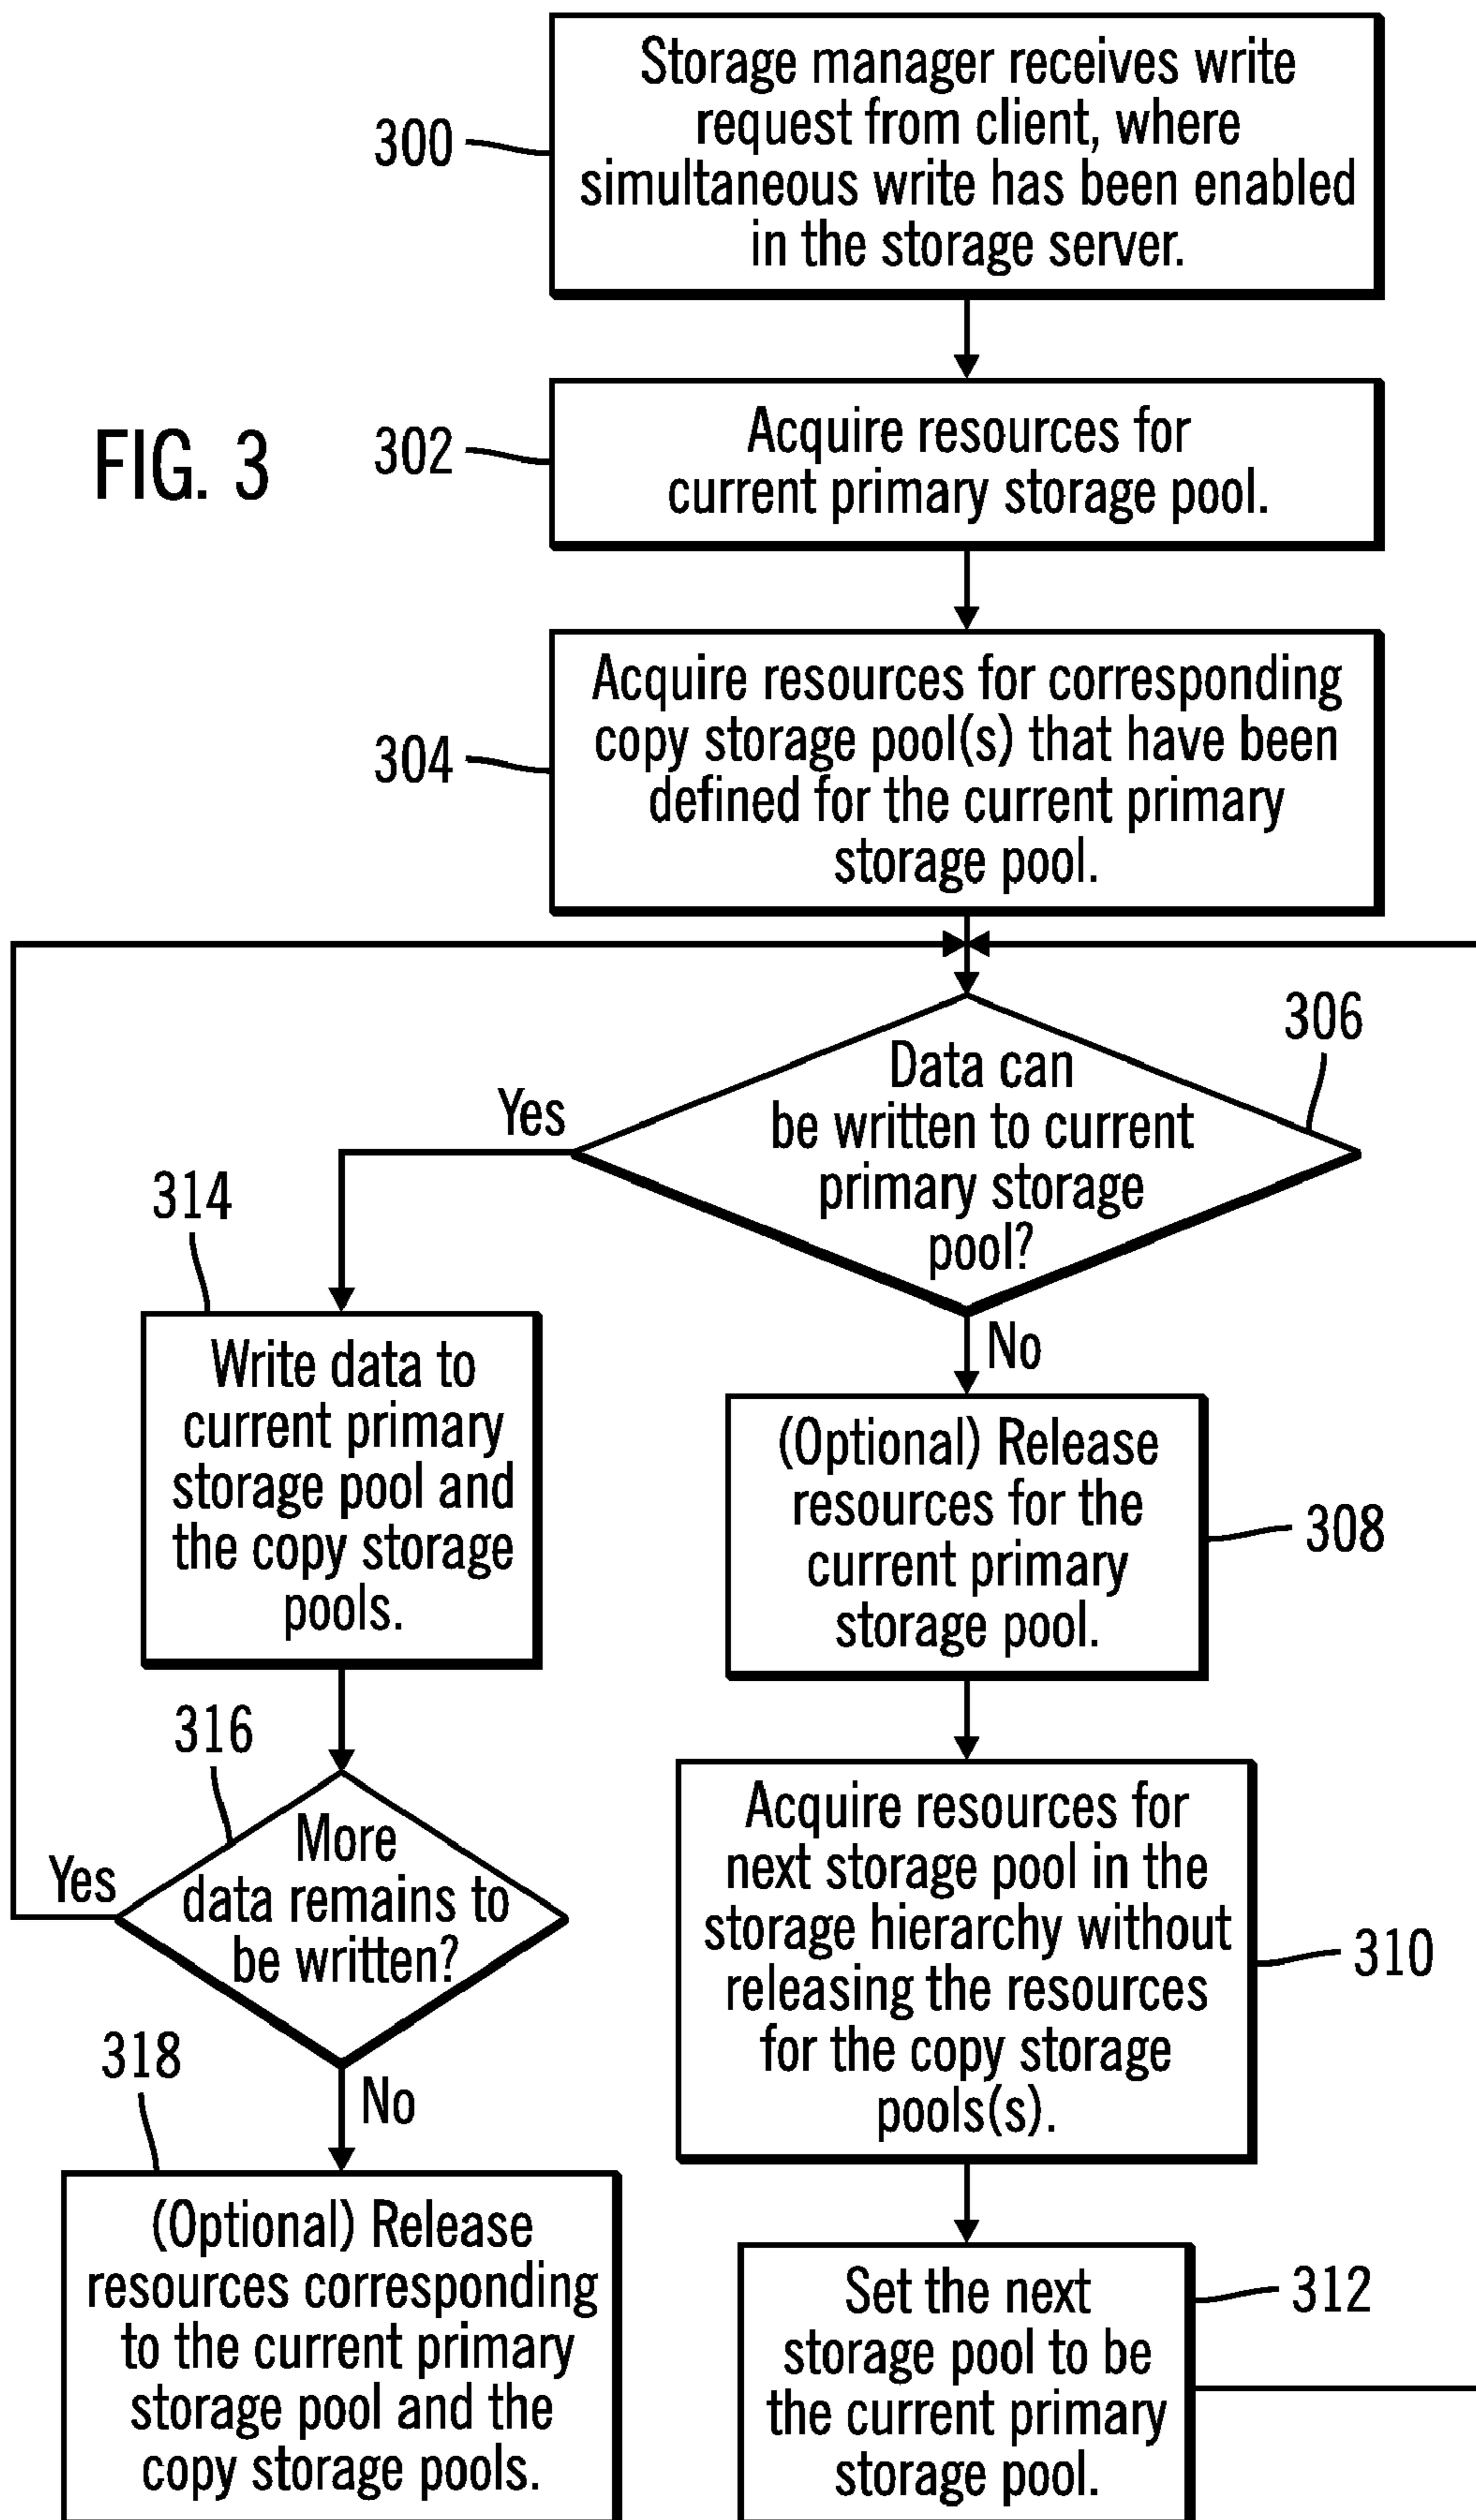 Storage manager receives write
request from client, where
simultaneous write has been enabled
in the storage server.
300
FIG. 3
302
Acquire resources for
current primary storage pool.
304
Acquire resources for corresponding
copy storage pool(s) that have been
defined for the current primary
storage pool.
306
Data can
be written to current
primary storage
pool?
Yes
No
314
Write data to
current primary
storage pool and
the copy storage
pools.
(Optional) Release
resources for the
current primary
storage pool.
308
316
More
data remains to
be written?
Yes
No
Acquire resources for
next storage pool in the
storage hierarchy without
releasing the resources
for the copy storage
pools(s).
310
318
(Optional) Release
resources corresponding
to the current primary
storage pool and the
copy storage pools.
Set the next
storage pool to be
the current primary
storage pool.
312